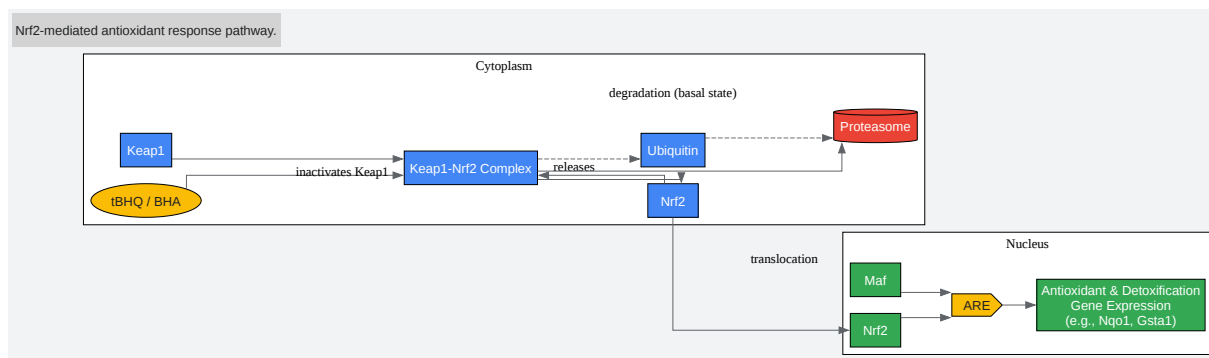 Nrf2-mediated antioxidant response pathway.
Cytoplasm
degradation (basal state)
Proteasome
Keap1
Ubiquitin
inactivates Keap1
Keap1-Nrf2 Complex
releases
tBHQ / BHA
Nrf2
Nucleus
translocation
Maf
ARE
Antioxidant & Detoxification
Gene Expression
(e.g., Nqo1, Gsta1)
Nrf2